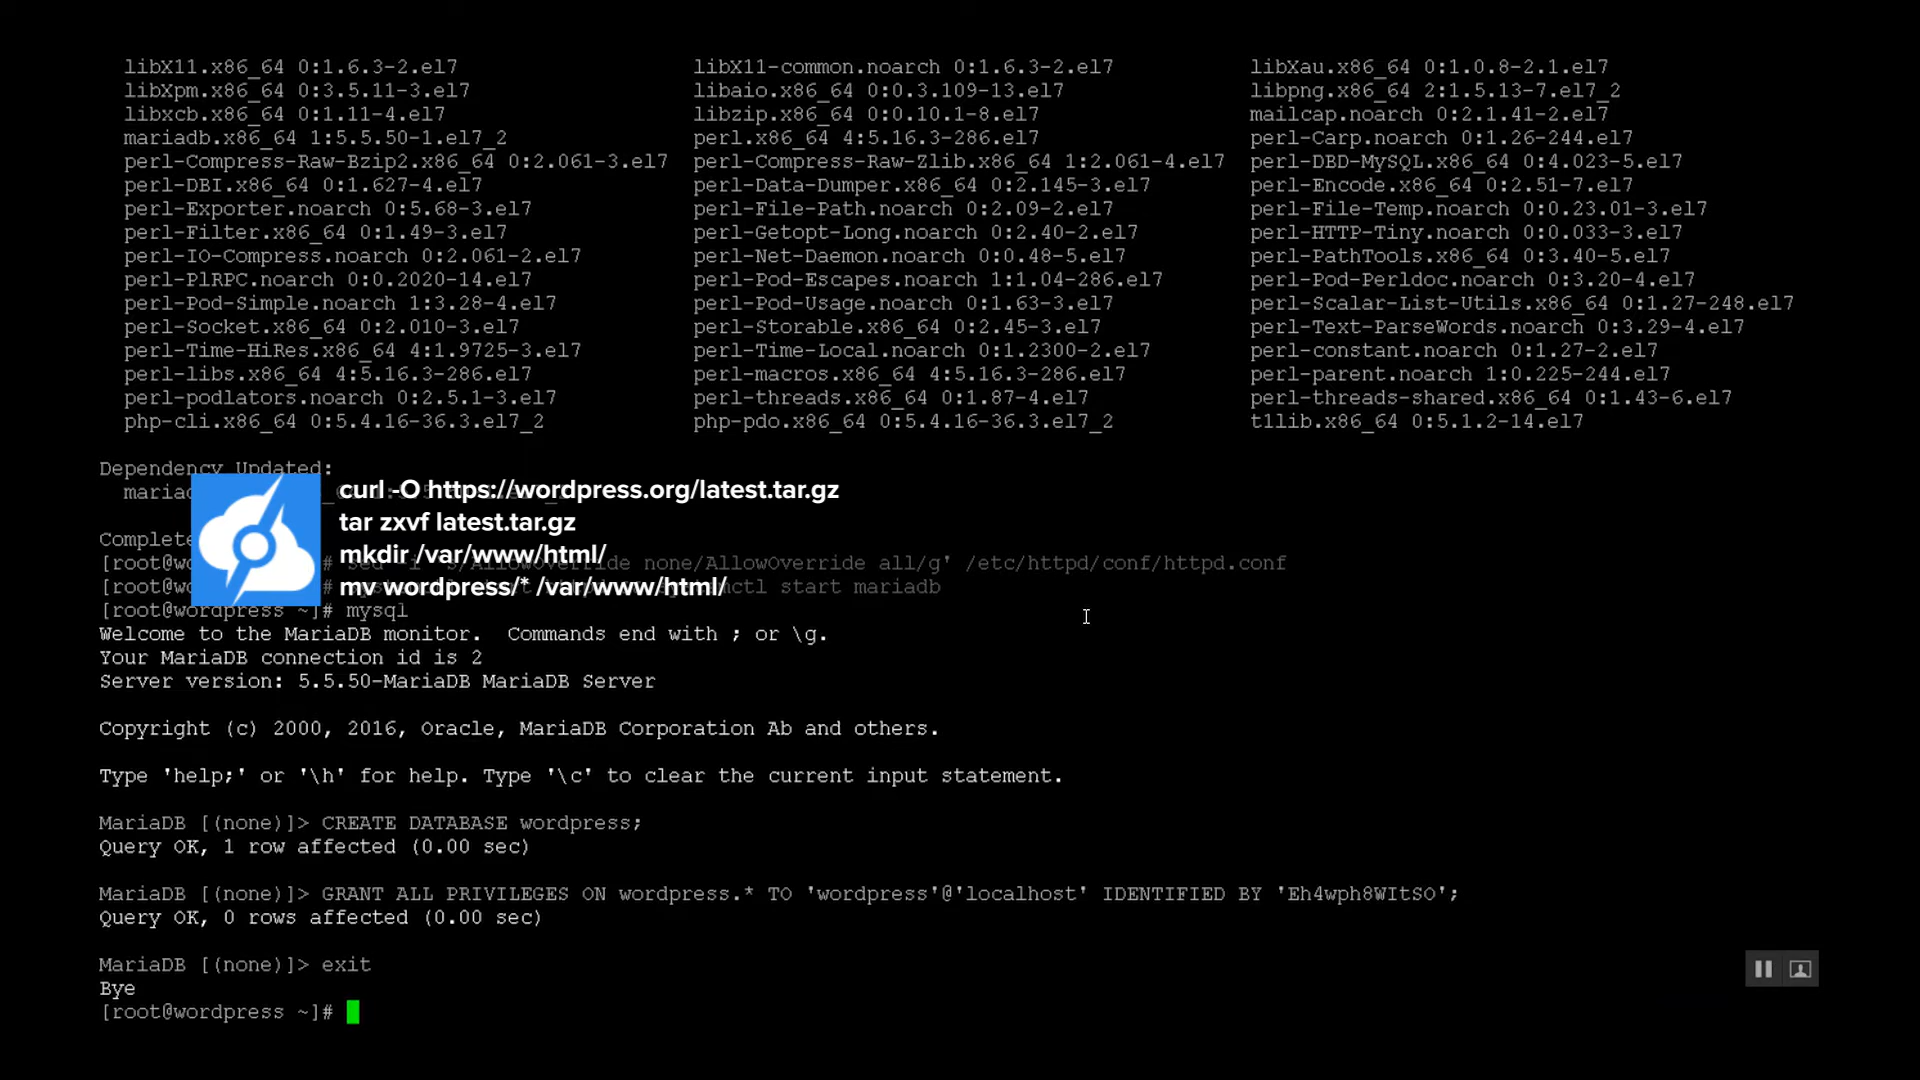 libX11.x86_64 0:1.6.3-2.el7 libX11-common.noarch 0:1.6.3-2.el7 libXau.x86_64 0:1.0.8-2.1.el7
libXpm.x86_64 0:3.5.11-3.el7 libaio.x86_64 0:0.3.109-13.el7 libpng.x86_64 2:1.5.13-7.el7_2
libxcb.x86_64 0:1.11-4.el7 libzip.x86_64 0:0.10.1-8.el7 mailcap.noarch 0:2.1.41-2.el7
mariadb.x86_64 1:5.5.50-1.el7_2 perl.x86_64 4:5.16.3-286.el7 perl-Carp.noarch 0:1.26-244.el7
perl-Compress-Raw-Bzip2.x86_64 0:2.061-3.el7 perl-Compress-Raw-Zlib.x86_64 1:2.061-4.el7 perl-DBD-MySQL.x86_64 0:4.023-5.el7
perl-DBI.x86_64 0:1.627-4.el7 perl-Data-Dumper.x86_64 0:2.145-3.el7 perl-Encode.x86_64 0:2.51-7.el7
perl-Exporter.noarch 0:5.68-3.el7 perl-File-Path.noarch 0:2.09-2.el7 perl-File-Temp.noarch 0:0.23.01-3.el7
perl-Filter.x86_64 0:1.49-3.el7 perl-Getopt-Long.noarch 0:2.40-2.el7 perl-HTTP-Tiny.noarch 0:0.033-3.el7
perl-IO-Compress.noarch 0:2.061-2.el7 perl-Net-Daemon.noarch 0:0.48-5.el7 perl-PathTools.x86_64 0:3.40-5.el7
perl-PlRPC.noarch 0:0.2020-14.el7 perl-Pod-Escapes.noarch 1:1.04-286.el7 perl-Pod-Perldoc.noarch 0:3.20-4.el7
perl-Pod-Simple.noarch 1:3.28-4.el7 perl-Pod-Usage.noarch 0:1.63-3.el7 perl-Scalar-List-Utils.x86_64 0:1.27-248.el7
perl-Socket.x86_64 0:2.010-3.el7 perl-Storable.x86_64 0:2.45-3.el7 perl-Text-ParseWords.noarch 0:3.29-4.el7
perl-Time-HiRes.x86_64 4:1.9725-3.el7 perl-Time-Local.noarch 0:1.2300-2.el7 perl-constant.noarch 0:1.27-2.el7
perl-libs.x86_64 4:5.16.3-286.el7 perl-macros.x86_64 4:5.16.3-286.el7 perl-parent.noarch 1:0.225-244.el7
perl-podlators.noarch 0:2.5.1-3.el7 perl-threads.x86_64 0:1.87-4.el7 perl-threads-shared.x86_64 0:1.43-6.el7
php-cli.x86_64 0:5.4.16-36.3.el7_2 php-pdo.x86_64 0:5.4.16-36.3.el7_2 t1lib.x86_64 0:5.1.2-14.el7
Dependency Updated:
curl -O https://wordpress.org/latest.tar.gz
tar zxvf latest.tar.gz
mkdir /var/www/html/
mv wordpress/* /var/www/html/
none/AllowOverride all/g' /etc/httpd/conf/httpd.conf
start mariadb
[root@wordpress ~]# mysql
Welcome to the MariaDB monitor. Commands end with ; or \g.
Your MariaDB connection id is 2
Server version: 5.5.50-MariaDB MariaDB Server
Copyright (c) 2000, 2016, Oracle, MariaDB Corporation Ab and others.
Type 'help;' or '\h' for help. Type '\c' to clear the current input statement.
MariaDB [(none)]> CREATE DATABASE wordpress;
Query OK, 1 row affected (0.00 sec)
MariaDB [(none)]> GRANT ALL PRIVILEGES ON wordpress.* TO 'wordpress'@'localhost' IDENTIFIED BY 'Eh4wph8WItSO';
Query OK, 0 rows affected (0.00 sec)
MariaDB [(none)]> exit
Bye
[root@wordpress ~]#